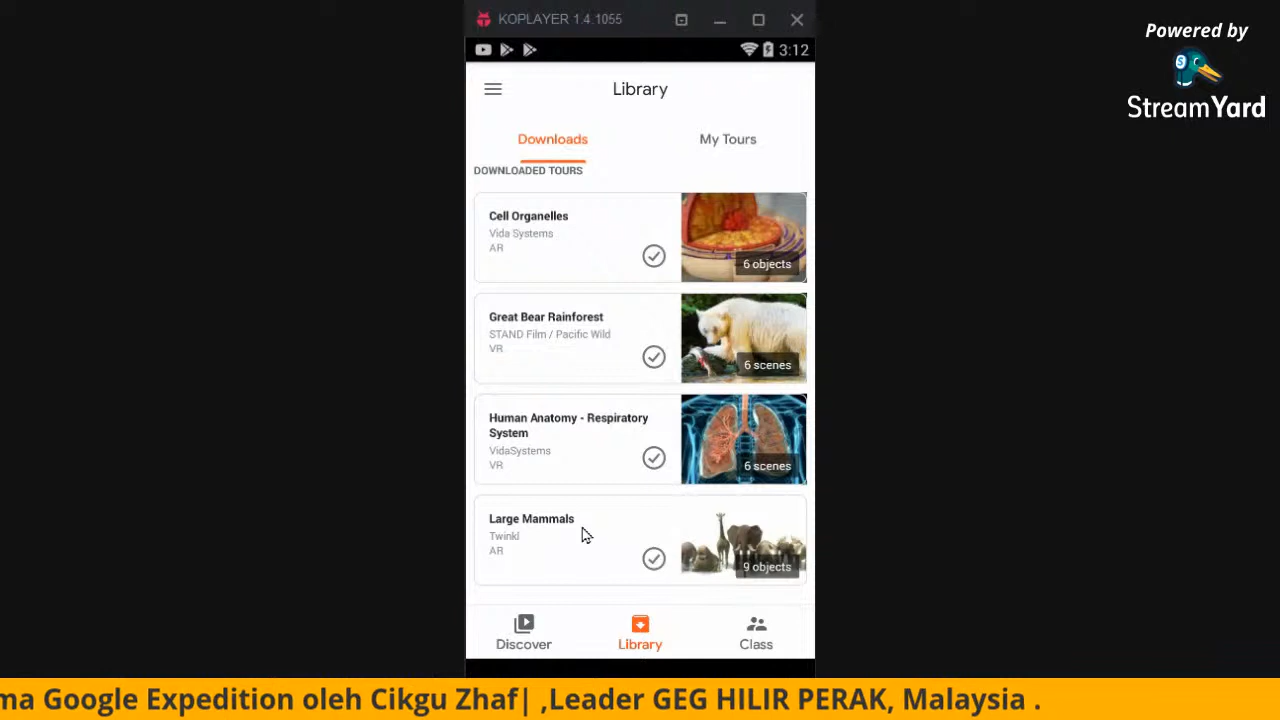 KOPLAYER 1.4.1055
3:12
Powered by
StreamYard
Library
Downloads
My Tours
DOWNLOADED TOURS
Cell Organelles
Vida Systems
AR
6 objects
Great Bear Rainforest
STAND Film / Pacific Wild
VR
6 scenes
Human Anatomy - Respiratory
System
VidaSystems
VR
6 scenes
Large Mammals
Twinkl
AR
9 objects
Discover
Library
Class
ma Google Expedition oleh Cikgu Zhaf| ,Leader GEG HILIR PERAK, Malaysia .